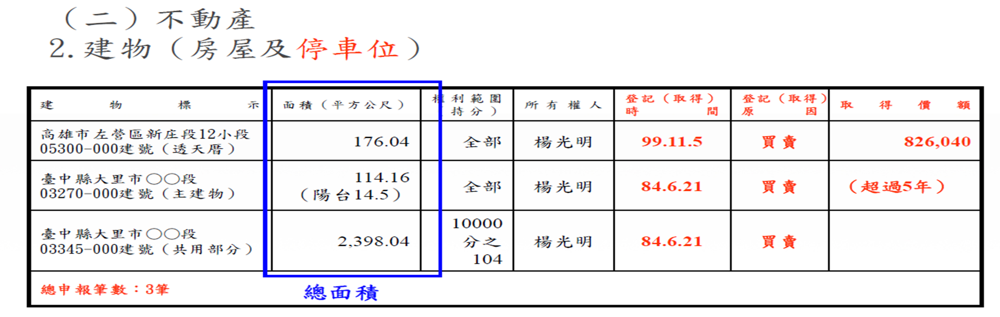 （二）不動產
2.建物（房屋及停車位）
建物標示 面積（平方公尺） 權利範圍（持分） 所有權人 登記（取得）時間 登記（取得）原因 取得價額
高雄市左營區新庄段12小段
05300-000建號（透天厝） 176.04 全部 楊光明 99.11.5 買賣 826,040
臺中縣大里市○○段
03270-000建號（主建物） 114.16
（陽台14.5） 全部 楊光明 84.6.21 買賣 （超過5年）
臺中縣大里市○○段
03345-000建號（共用部分） 2,398.04 10000
分之
104 楊光明 84.6.21 買賣
總申報筆數：3筆
總面積